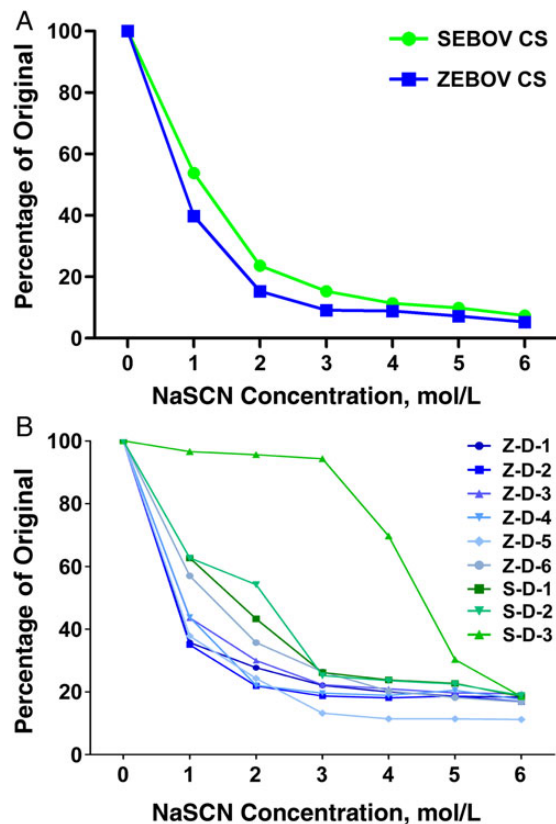 A
100
80
60
40
20
0
Percentage of Original
SEBOV CS
ZEBOV CS
0 1 2 3 4 5 6
NaSCN Concentration, mol/L
B
100
80
60
40
20
0
Percentage of Original
Z-D-1
Z-D-2
Z-D-3
Z-D-4
Z-D-5
Z-D-6
S-D-1
S-D-2
S-D-3
0 1 2 3 4 5 6
NaSCN Concentration, mol/L